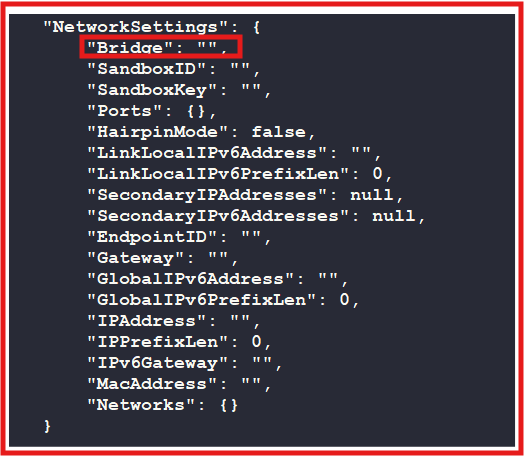 "NetworkSettings": {
"Bridge": "",
"SandboxID": "",
"SandboxKey": "",
"Ports": {},
"HairpinMode": false,
"LinkLocalIPv6Address": "",
"LinkLocalIPv6PrefixLen": 0,
"SecondaryIPAddresses": null,
"SecondaryIPv6Addresses": null,
"EndpointID": "",
"Gateway": "",
"GlobalIPv6Address": "",
"GlobalIPv6PrefixLen": 0,
"IPAddress": "",
"IPPrefixLen": 0,
"IPv6Gateway": "",
"MacAddress": "",
"Networks": {}
}